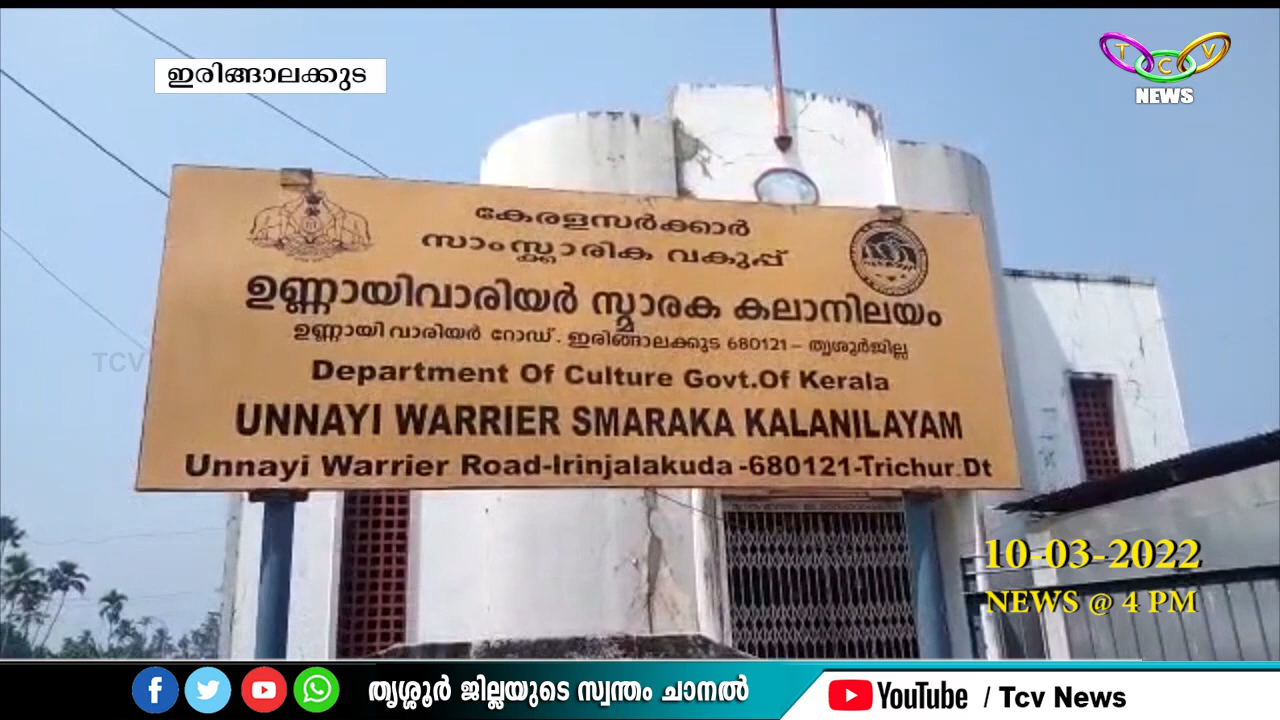 ഇരിങ്ങാലക്കുട
T C V
NEWS
കേരളസർക്കാർ
സാംസ്ക്കാരിക വകുപ്പ്
ഉണ്ണായിവാരിയർ സ്മാരക കലാനിലയം
ഉണ്ണായി വാരിയർ റോഡ്. ഇരിങ്ങാലക്കുട 680121 - തൃശൂർജില്ല
Department Of Culture Govt.Of Kerala
UNNAYI WARRIER SMARAKA KALANILAYAM
Unnayi Warrier Road-Irinjalakuda-680121-Trichur.Dt
TCV
10-03-2022
NEWS @ 4 PM
തൃശ്ശൂർ ജില്ലയുടെ സ്വന്തം ചാനൽ
YouTube / Tcv News